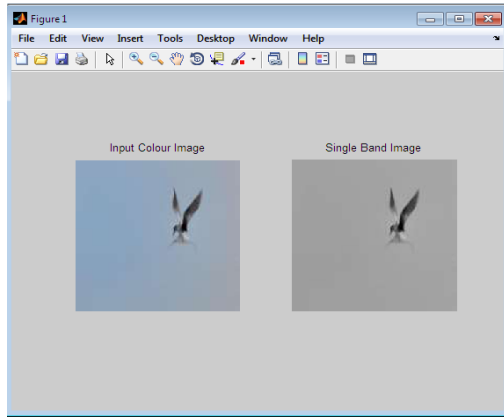 Figure 1
File Edit View Insert Tools Desktop Window Help
Input Colour Image Single Band Image